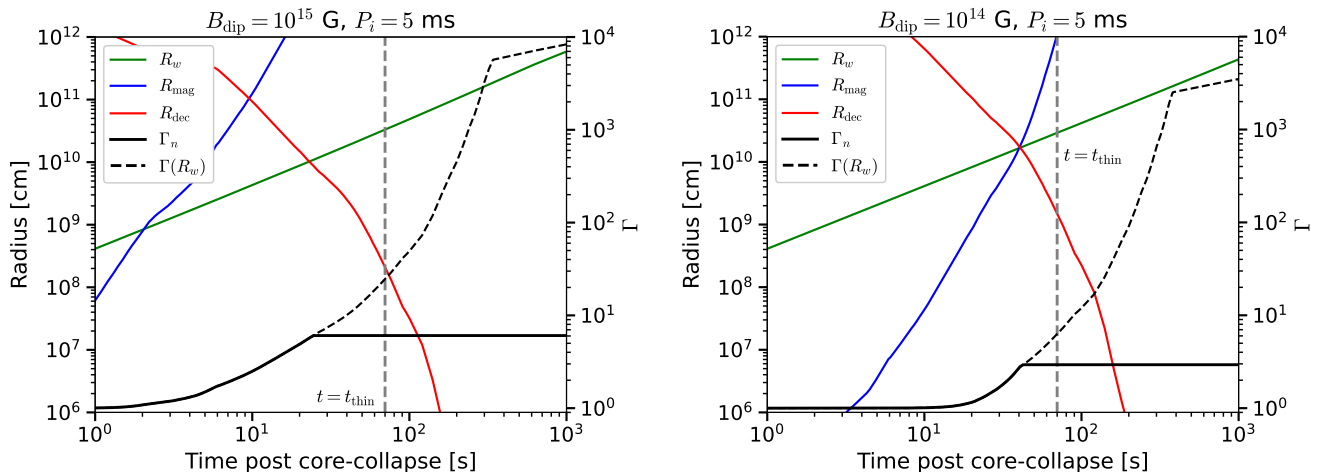 B_dip = 10^15 G, P_i = 5 ms
10^12
10^11
10^10
10^9
10^8
10^7
10^6
Radius [cm]
R_w
R_mag
R_dec
Γ_n
Γ(R_w)
t = t_thin
10^4
10^3
10^2
10^1
10^0
Γ
10^0 10^1 10^2 10^3
Time post core-collapse [s]
B_dip = 10^14 G, P_i = 5 ms
10^12
10^11
10^10
10^9
10^8
10^7
10^6
Radius [cm]
R_w
R_mag
R_dec
Γ_n
Γ(R_w)
t = t_thin
10^4
10^3
10^2
10^1
10^0
Γ
10^0 10^1 10^2 10^3
Time post core-collapse [s]